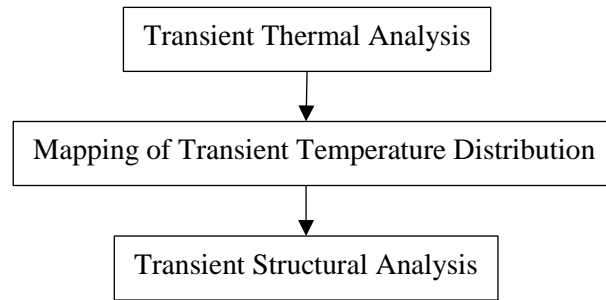 Transient Thermal Analysis
Mapping of Transient Temperature Distribution
Transient Structural Analysis